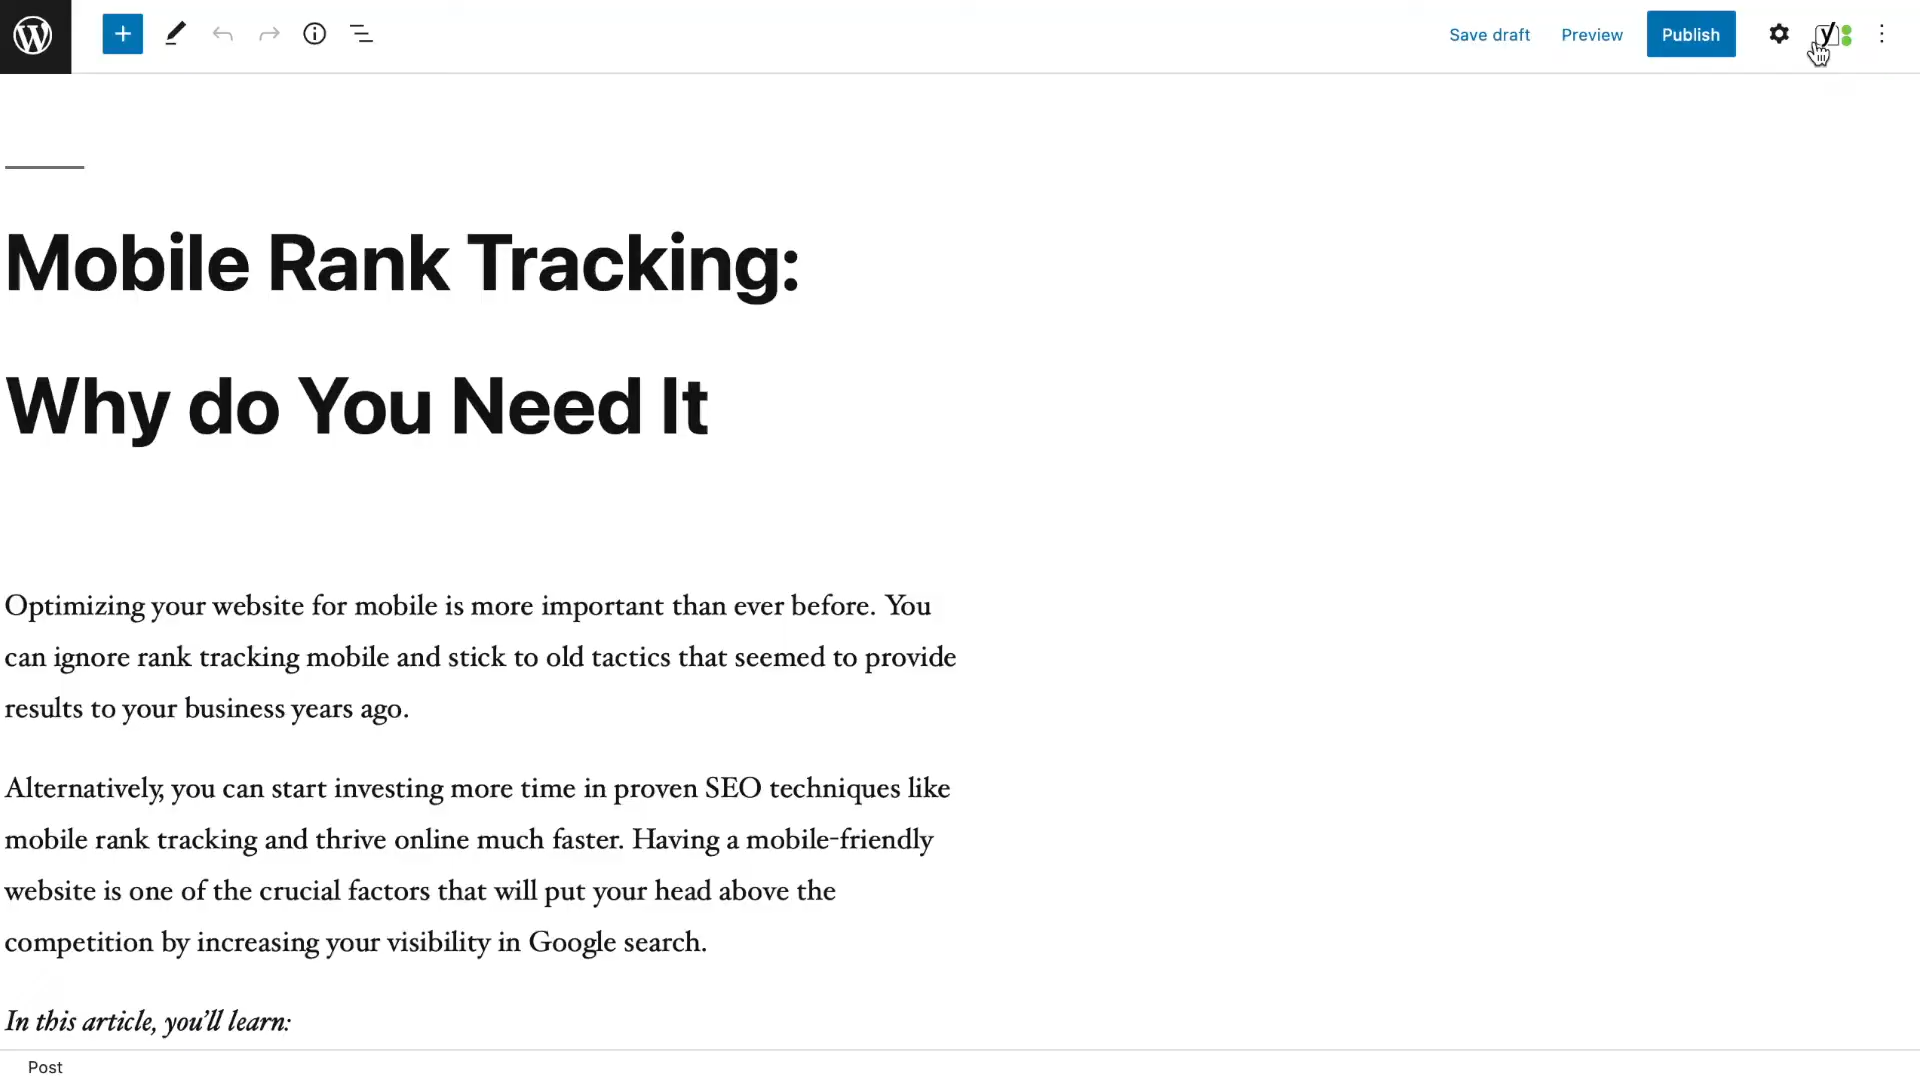 Save draft
Preview
Publish
Mobile Rank Tracking:
Why do You Need It
Optimizing your website for mobile is more important than ever before. You
can ignore rank tracking mobile and stick to old tactics that seemed to provide
results to your business years ago.
Alternatively, you can start investing more time in proven SEO techniques like
mobile rank tracking and thrive online much faster. Having a mobile-friendly
website is one of the crucial factors that will put your head above the
competition by increasing your visibility in Google search.
In this article, you'll learn:
Post